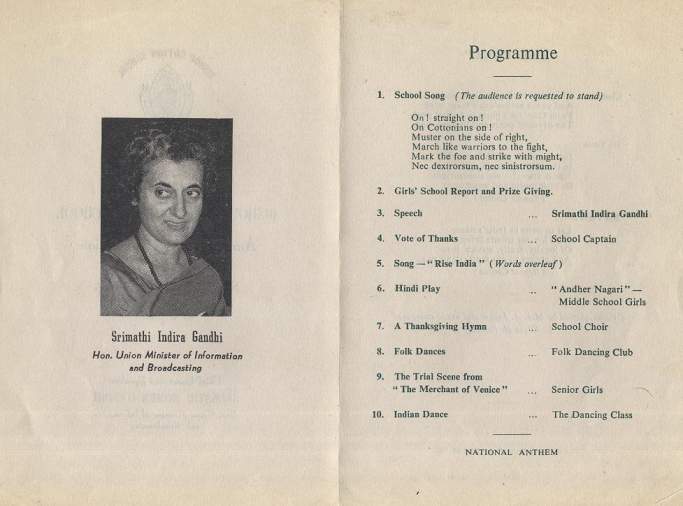 Srimathi Indira Gandhi
Hon. Union Minister of Information
and Broadcasting
Programme
1. School Song (The audience is requested to stand)
On! straight on!
On Cottonians on!
Muster on the side of right,
March like warriors to the fight,
Mark the foe and strike with might,
Nec dexrorsum, nec sinistrorsum.
2. Girls' School Report and Prize Giving.
3. Speech ... Srimathi Indira Gandhi
4. Vote of Thanks ... School Captain
5. Song — "Rise India" (Words overleaf)
6. Hindi Play .. "Andher Nagari" —
Middle School Girls
7. A Thanksgiving Hymn ... School Choir
8. Folk Dances ... Folk Dancing Club
9. The Trial Scene from
"The Merchant of Venice" ... Senior Girls
10. Indian Dance ... The Dancing Class
NATIONAL ANTHEM